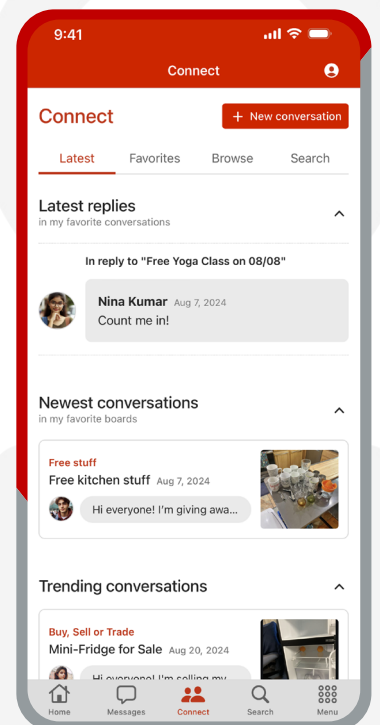 9:41
Connect
Connect
+ New conversation
Latest Favorites Browse Search
Latest replies
in my favorite conversations
In reply to "Free Yoga Class on 08/08"
Nina Kumar Aug 7, 2024
Count me in!
Newest conversations
in my favorite boards
Free stuff
Free kitchen stuff Aug 7, 2024
Hi everyone! I'm giving awa...
Trending conversations
Buy, Sell or Trade
Mini-Fridge for Sale Aug 20, 2024
Hi everyone! I'm selling my
Home Messages Connect Search Menu